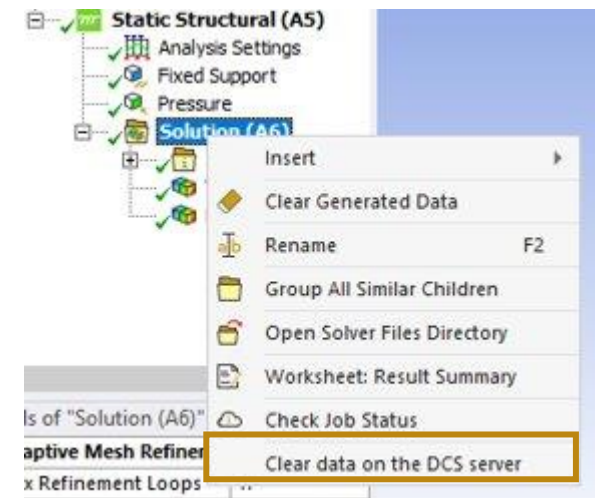 Static Structural (A5)
Analysis Settings
Fixed Support
Pressure
Solution (A6)
Insert
Clear Generated Data
Rename F2
Group All Similar Children
Open Solver Files Directory
Worksheet: Result Summary
ls of "Solution (A6)" Check Job Status
aptive Mesh Refiner
Clear data on the DCS server
x Refinement Loops